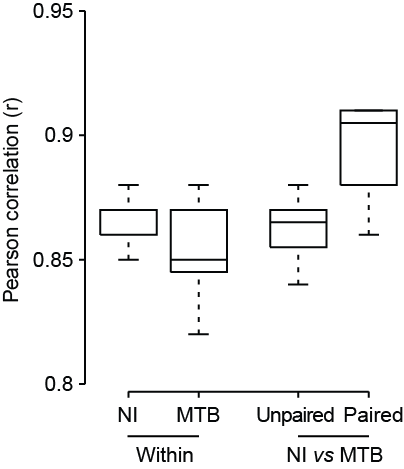 Pearson correlation (r)
0.95
0.9
0.85
0.8
NI MTB Unpaired Paired
Within NI vs MTB